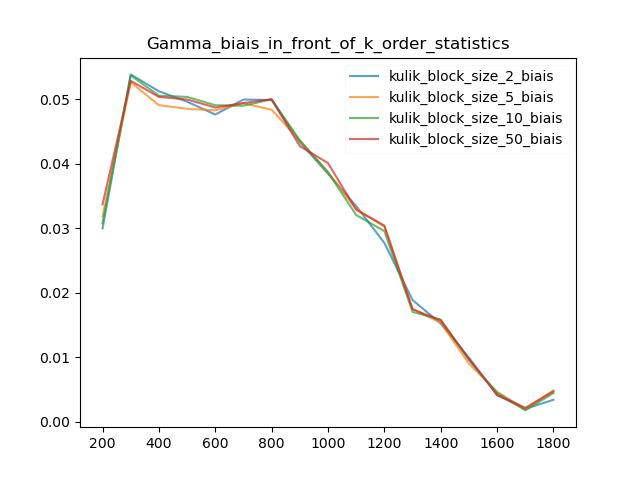 Gamma_biais_in_front_of_k_order_statistics
kulik_block_size_2_biais
kulik_block_size_5_biais
kulik_block_size_10_biais
kulik_block_size_50_biais
0.05
0.04
0.03
0.02
0.01
0.00
200 400 600 800 1000 1200 1400 1600 1800